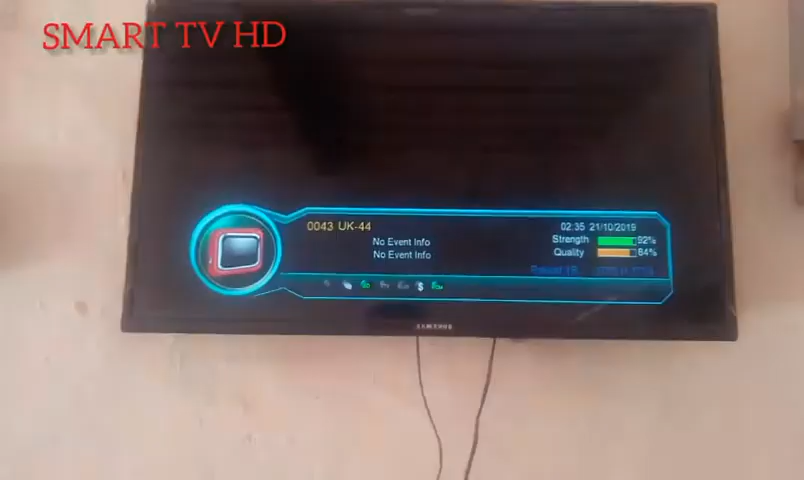 SMART TV HD
0043 UK-44
02:35 21/10/2019
No Event Info
Strength 92%
No Event Info
Quality 84%
$
SAMSUNG